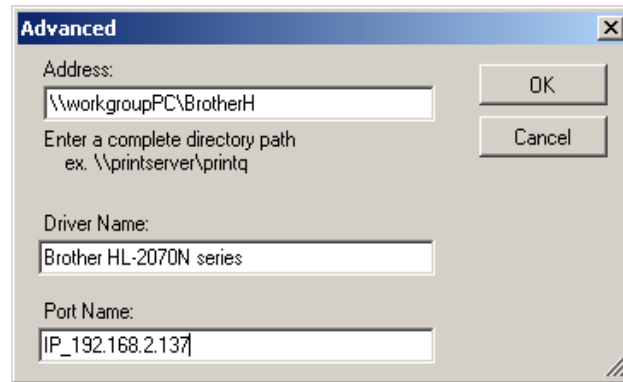 Advanced
Address:
\\workgroupPC\BrotherH
Enter a complete directory path
ex. \\printserver\printq
Driver Name:
Brother HL-2070N series
Port Name:
IP_192.168.2.137
OK
Cancel